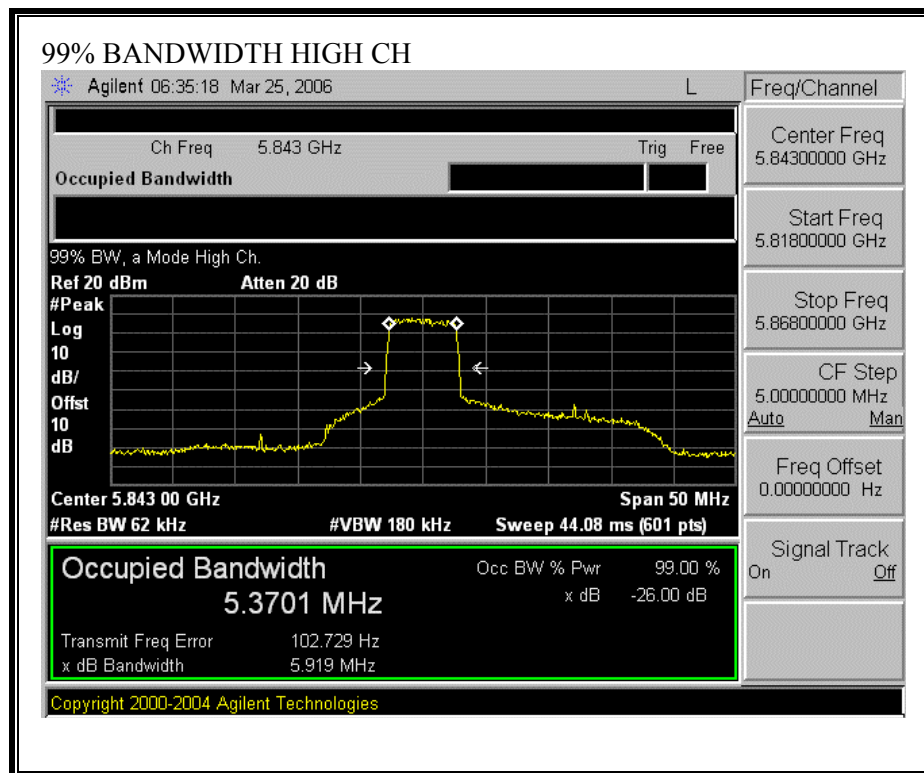 99% BANDWIDTH HIGH CH
Agilent 06:35:18 Mar 25, 2006 L
Freq/Channel
Ch Freq 5.843 GHz Trig Free
Occupied Bandwidth
Center Freq
5.84300000 GHz
Start Freq
5.81800000 GHz
Stop Freq
5.86800000 GHz
CF Step
5.00000000 MHz
Auto Man
Freq Offset
0.00000000 Hz
Signal Track
On Off
99% BW, a Mode High Ch.
Ref 20 dBm Atten 20 dB
#Peak
Log
10
dB/
Offst
10
dB
Center 5.843 00 GHz Span 50 MHz
#Res BW 62 kHz #VBW 180 kHz Sweep 44.08 ms (601 pts)
Occupied Bandwidth Occ BW % Pwr 99.00 %
5.3701 MHz x dB -26.00 dB
Transmit Freq Error 102.729 Hz
x dB Bandwidth 5.919 MHz
Copyright 2000-2004 Agilent Technologies